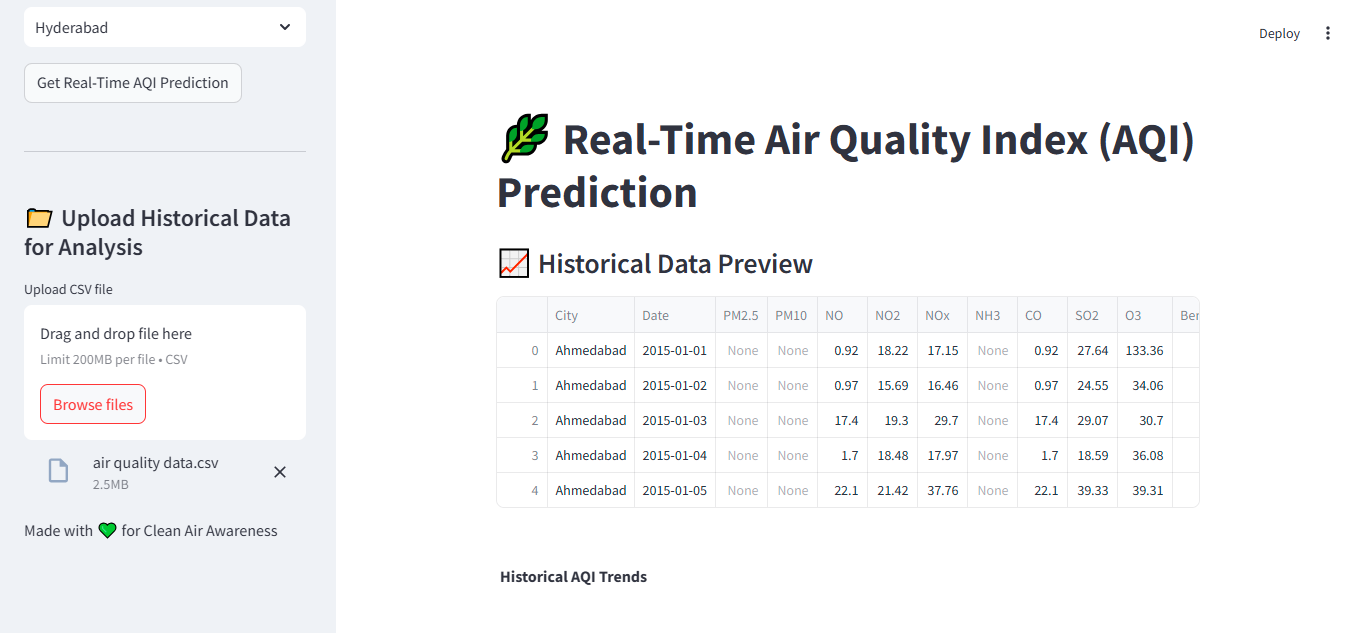 Hyderabad
Get Real-Time AQI Prediction
Upload Historical Data
for Analysis
Upload CSV file
Drag and drop file here
Limit 200MB per file • CSV
Browse files
air quality data.csv
2.5MB
Made with 💚 for Clean Air Awareness
Deploy
Real-Time Air Quality Index (AQI)
Prediction
Historical Data Preview
City Date PM2.5 PM10 NO NO2 NOx NH3 CO SO2 O3 Ber
0 Ahmedabad 2015-01-01 None None 0.92 18.22 17.15 None 0.92 27.64 133.36
1 Ahmedabad 2015-01-02 None None 0.97 15.69 16.46 None 0.97 24.55 34.06
2 Ahmedabad 2015-01-03 None None 17.4 19.3 29.7 None 17.4 29.07 30.7
3 Ahmedabad 2015-01-04 None None 1.7 18.48 17.97 None 1.7 18.59 36.08
4 Ahmedabad 2015-01-05 None None 22.1 21.42 37.76 None 22.1 39.33 39.31
Historical AQI Trends